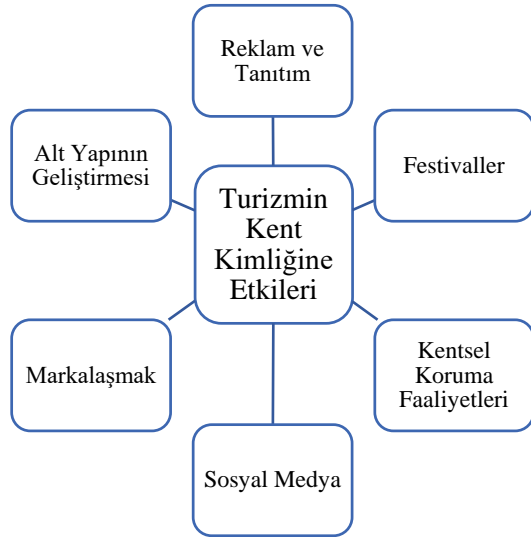 Reklam ve
Tanıtım
Alt Yapının
Geliştirmesi
Festivaller
Turizmin
Kent
Kimliğine
Etkileri
Markalaşmak
Kentsel
Koruma
Faaliyetleri
Sosyal Medya